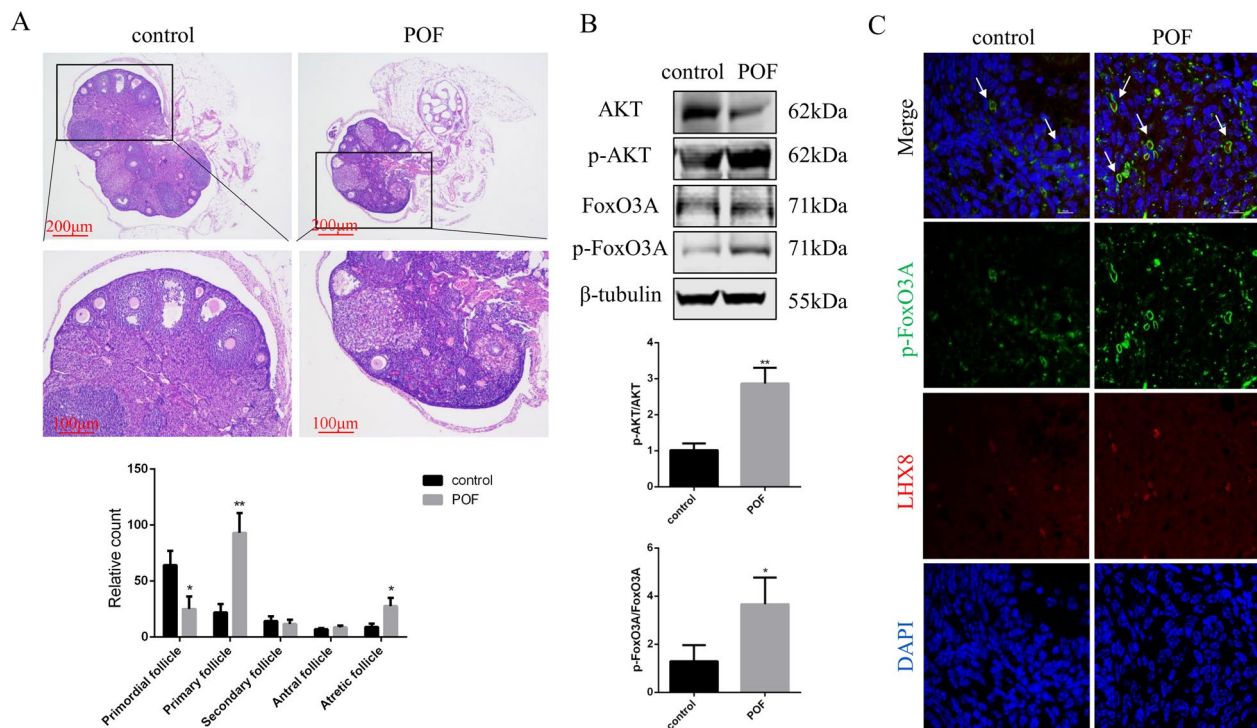 A
control
POF
200μm
200μm
100μm
100μm
150
100
50
0
Relative count
control
POF
*
**
*
Primordial follicle
Primary follicle
Secondary follicle
Antral follicle
Atretic follicle
B
control POF
AKT 62kDa
p-AKT 62kDa
FoxO3A 71kDa
p-FoxO3A 71kDa
β-tubulin 55kDa
4
3
2
1
0
p-AKT/AKT
**
control
POF
6
4
2
0
p-FoxO3A/FoxO3A
*
control
POF
C
control
POF
Merge
p-FoxO3A
LHX8
DAPI